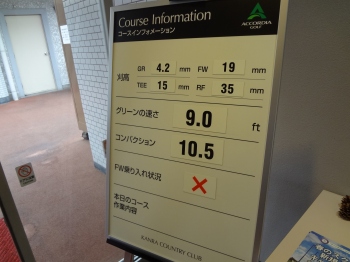 Course Information
コースインフォメーション
ACCORDIA
GOLF
刈高 GR 4.2 mm FW 19 mm
TEE 15 mm RF 35 mm
グリーンの速さ 9.0 ft
コンパクション 10.5
FW乗り入れ状況 ×
本日のコース
作業内容
KANRA COUNTRY CLUB